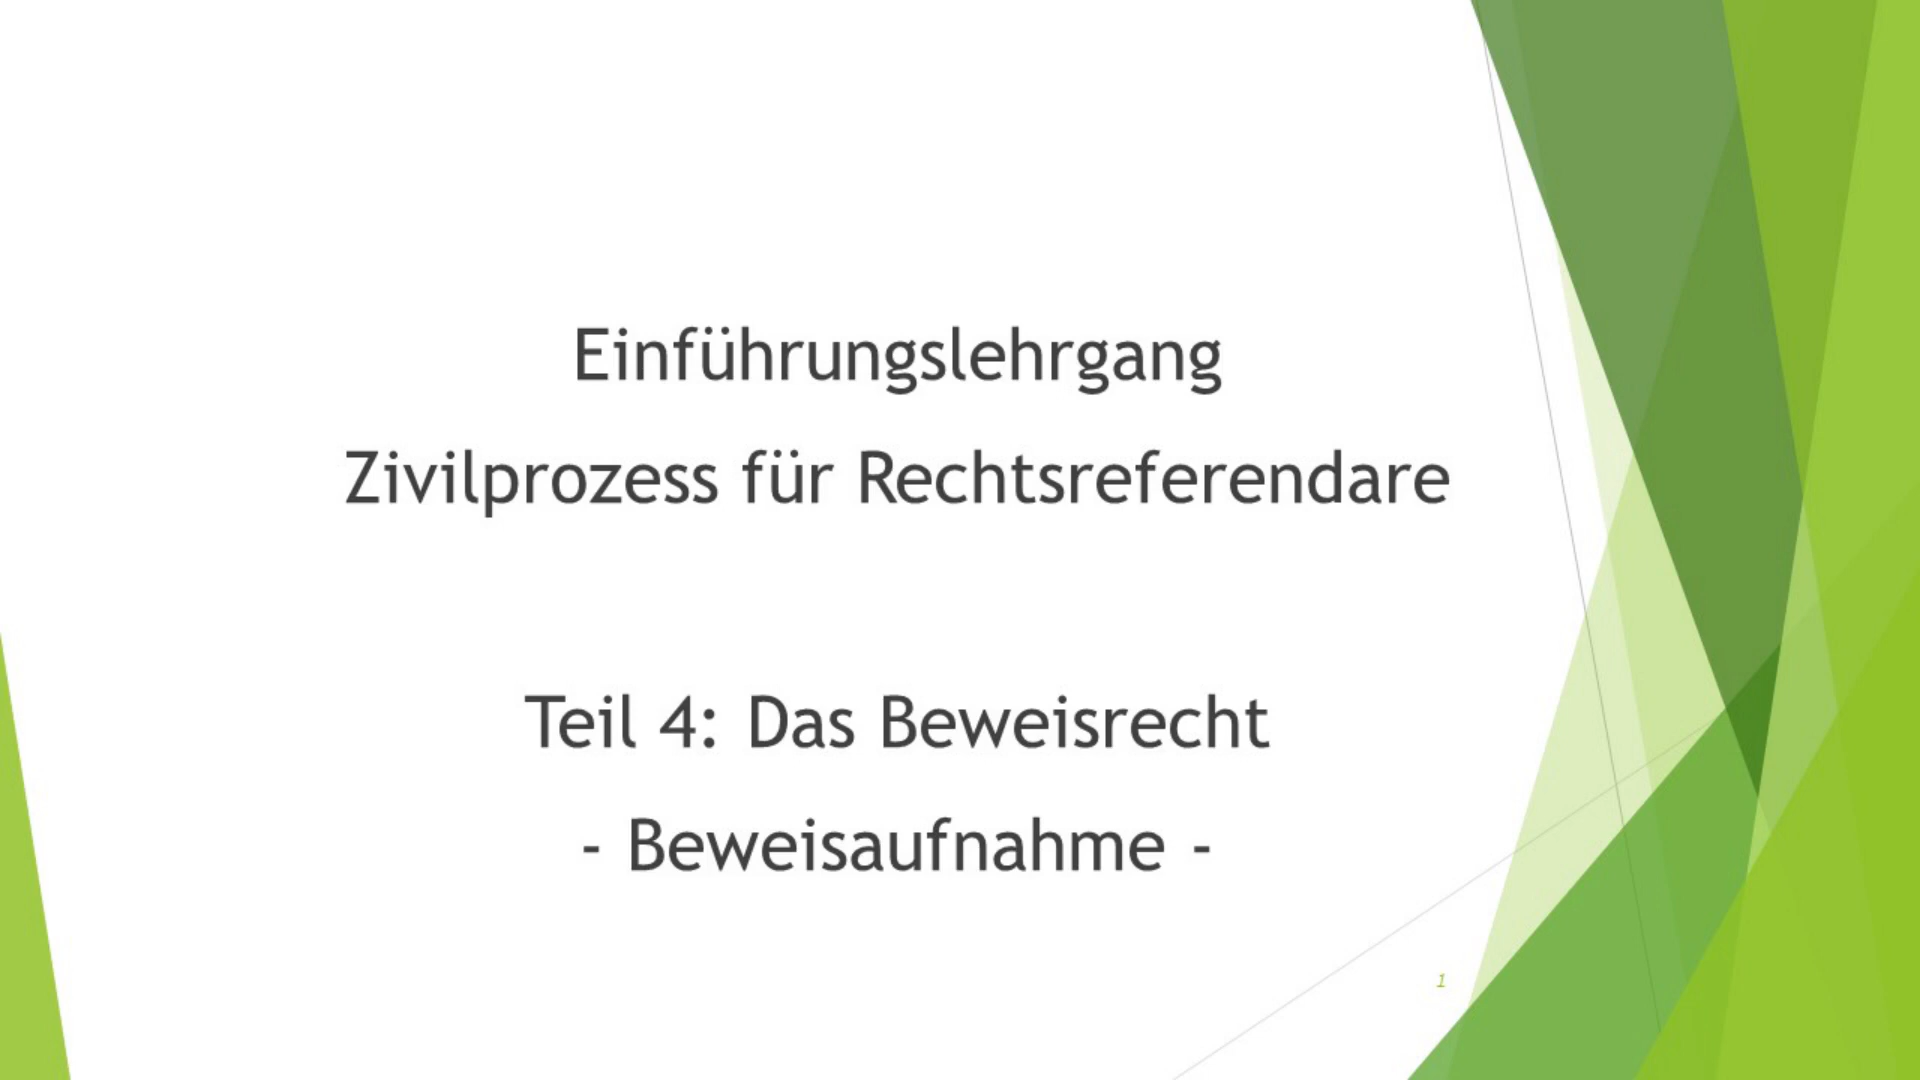 Einführungslehrgang
Zivilprozess für Rechtsreferendare
Teil 4: Das Beweisrecht
- Beweisaufnahme -
1